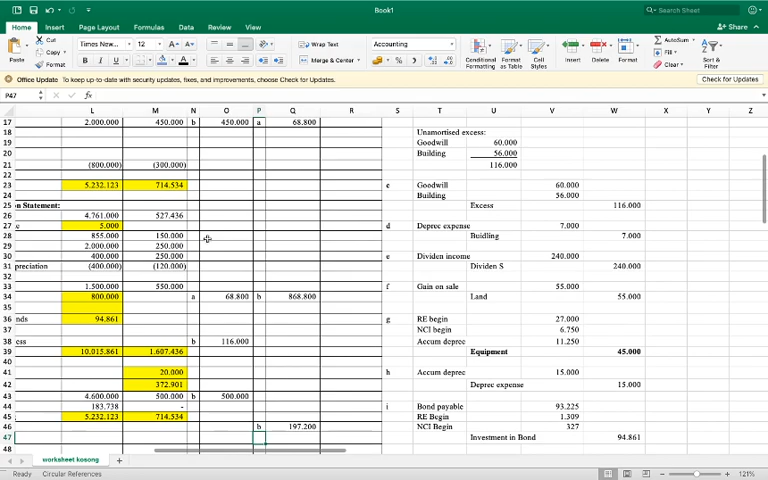 Book1
Search Sheet
Home Insert Page Layout Formulas Data Review View Share
Cut Times New... 12 Wrap Text Accounting AutoSum
Copy Fill
Paste Format Merge & Center Conditional Formatting Format as Table Cell Styles Insert Delete Format Clear Sort & Filter
Office Update To keep up-to-date with security updates, fixes, and improvements, choose Check for Updates. Check for Updates
P47 fx
L M N O P Q R S T U V W X Y Z
17 2.000.000 450.000 b 450.000 a 68.800
18 Unamortised excess:
19 Goodwill 60.000
20 Building 56.000
21 (800.000) (300.000) 116.000
22
23 5.232.123 714.534 c Goodwill 60.000
24 Building 56.000
25 on Statement: Excess 116.000
26 4.761.000 527.436
27 e 5.000 d Deprec expense 7.000
28 855.000 150.000 Buidling 7.000
29 2.000.000 250.000
30 400.000 250.000 e Dividen income 240.000
31 preciation (400.000) (120.000) Dividen S 240.000
32
33 1.500.000 550.000 f Gain on sale 55.000
34 800.000 a 68.800 b 868.800 Land 55.000
35
36 nds 94.861 g RE begin 27.000
37 NCI begin 6.750
38 ess b 116.000 Accum deprec 11.250
39 10.015.861 1.607.436 Equipment 45.000
40
41 20.000 h Accum deprec 15.000
42 372.901 Deprec expense 15.000
43 4.600.000 500.000 b 500.000
44 183.738 - i Bond payable 93.225
45 5.232.123 714.534 RE Begin 1.309
46 b 197.200 NCI Begin 327
47 Investment in Bond 94.861
48
worksheet kosong +
Ready Circular References 121%